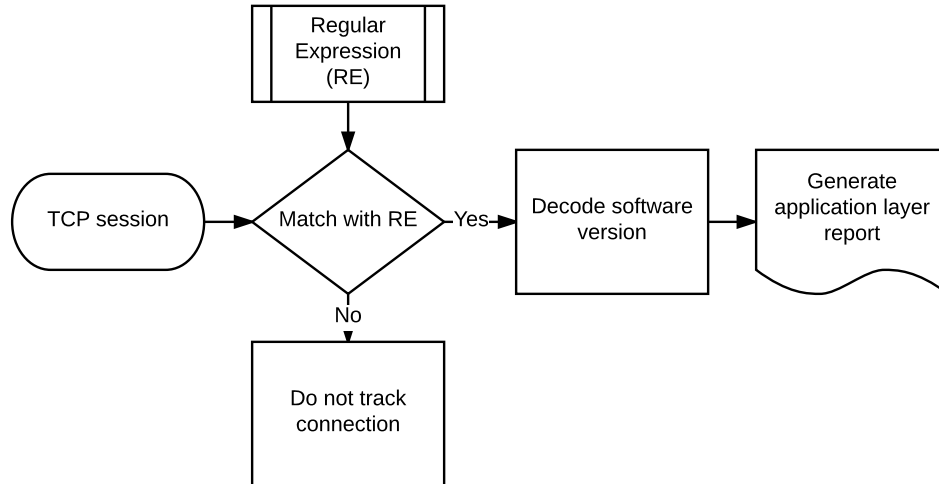 Regular
Expression
(RE)
TCP session
Match with RE
Yes
Decode software
version
Generate
application layer
report
No
Do not track
connection